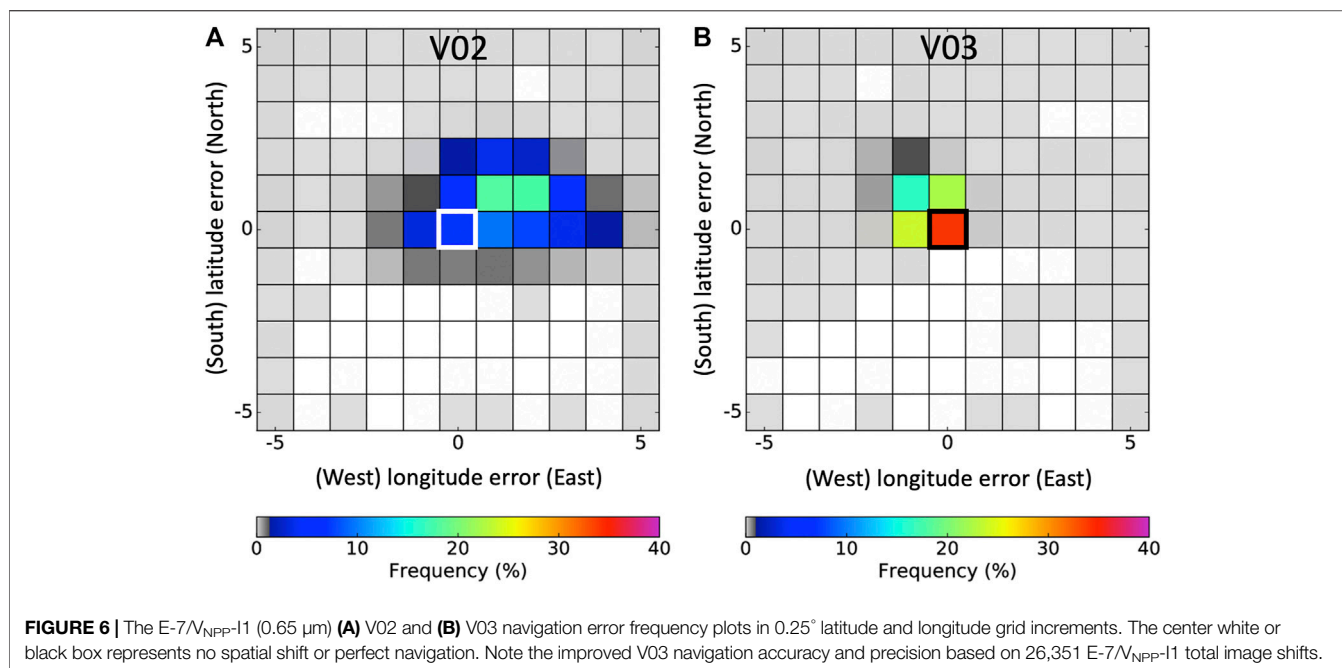 A
V02
5
0
-5
(South) latitude error (North)
-5 0 5
(West) longitude error (East)
0 10 20 30 40
Frequency (%)
B
V03
5
0
-5
(South) latitude error (North)
-5 0 5
(West) longitude error (East)
0 10 20 30 40
Frequency (%)
FIGURE 6 | The E-7/VNPP-I1 (0.65 µm) (A) V02 and (B) V03 navigation error frequency plots in 0.25° latitude and longitude grid increments. The center white or
black box represents no spatial shift or perfect navigation. Note the improved V03 navigation accuracy and precision based on 26,351 E-7/VNPP-I1 total image shifts.